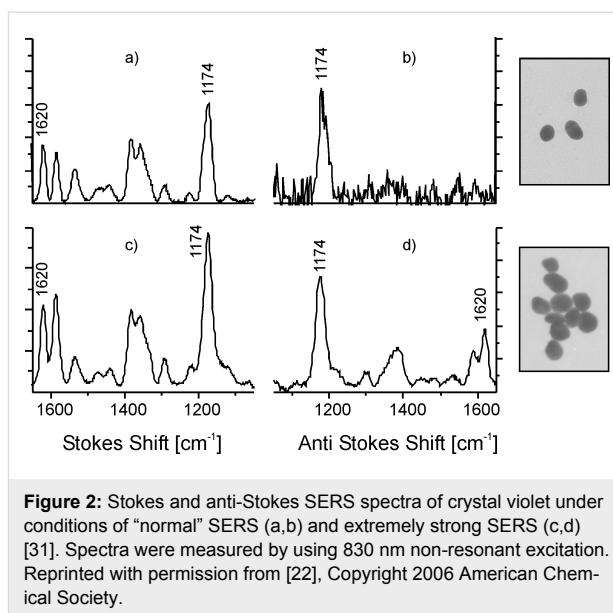 a)
b)
1620
1174
1174
c)
d)
1620
1174
1174
1620
1600 1400 1200
1200 1400 1600
Stokes Shift [cm-1]
Anti Stokes Shift [cm-1]
Figure 2: Stokes and anti-Stokes SERS spectra of crystal violet under
conditions of “normal” SERS (a,b) and extremely strong SERS (c,d)
[31]. Spectra were measured by using 830 nm non-resonant excitation.
Reprinted with permission from [22], Copyright 2006 American Chem-
ical Society.